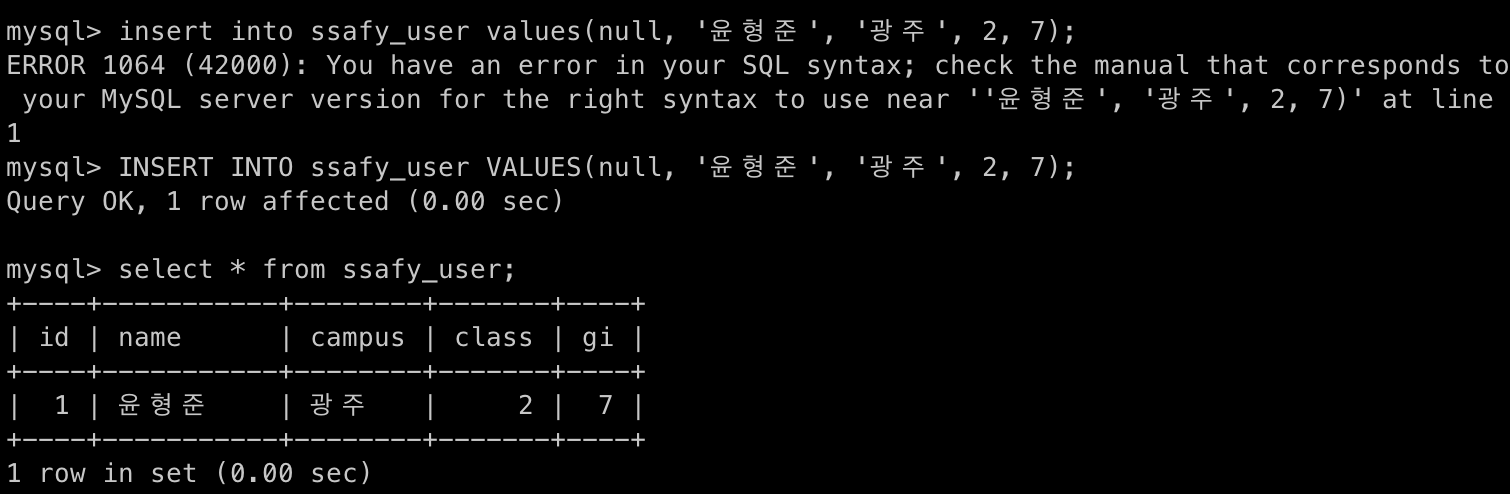 mysql> insert into ssafy_user values(null, '윤형준', '광주', 2, 7);
ERROR 1064 (42000): You have an error in your SQL syntax; check the manual that corresponds to
 your MySQL server version for the right syntax to use near ''윤형준', '광주', 2, 7)' at line
1
mysql> INSERT INTO ssafy_user VALUES(null, '윤형준', '광주', 2, 7);
Query OK, 1 row affected (0.00 sec)

mysql> select * from ssafy_user;
+----+-----------+--------+-------+----+
| id | name      | campus | class | gi |
+----+-----------+--------+-------+----+
|  1 | 윤형준     | 광주   |     2 |  7 |
+----+-----------+--------+-------+----+
1 row in set (0.00 sec)